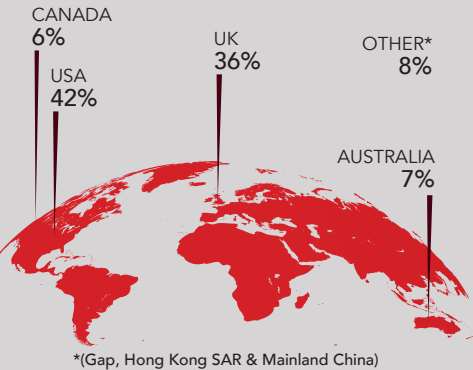 CANADA
6%
USA
42%
UK
36%
OTHER*
8%
AUSTRALIA
7%
*(Gap, Hong Kong SAR & Mainland China)